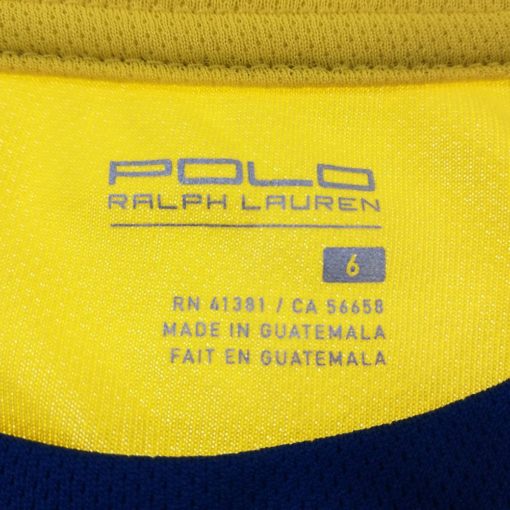 POLO
RALPH LAUREN
6
RN 41381 / CA 56658
MADE IN GUATEMALA
FAIT EN GUATEMALA